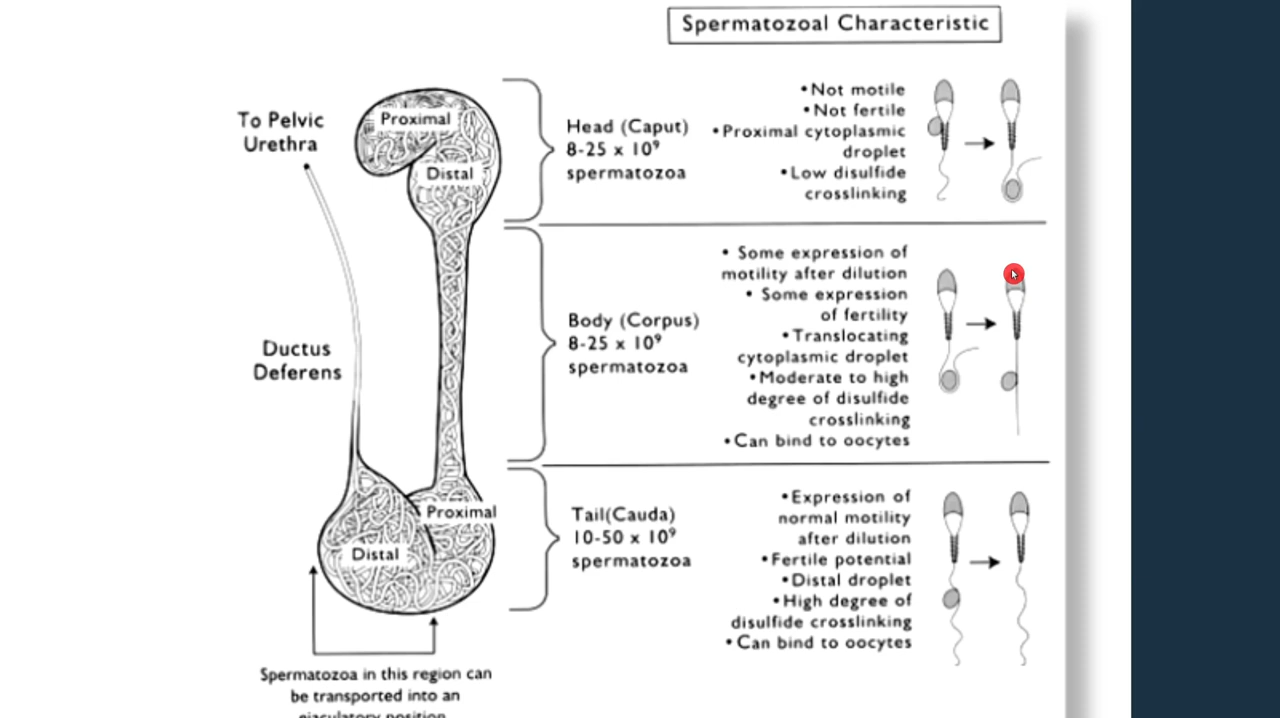 Spermatozoal Characteristic
To Pelvic
Urethra
Proximal
Distal
Head (Caput)
8-25 x 10⁹
spermatozoa
•Not motile
•Not fertile
•Proximal cytoplasmic
droplet
•Low disulfide
crosslinking
Ductus
Deferens
Body (Corpus)
8-25 x 10⁹
spermatozoa
• Some expression of
motility after dilution
• Some expression
of fertility
•Translocating
cytoplasmic droplet
•Moderate to high
degree of disulfide
crosslinking
•Can bind to oocytes
Proximal
Distal
Tail(Cauda)
10-50 x 10⁹
spermatozoa
•Expression of
normal motility
after dilution
•Fertile potential
•Distal droplet
•High degree of
disulfide crosslinking
•Can bind to oocytes
Spermatozoa in this region can
be transported into an
ejaculatory position